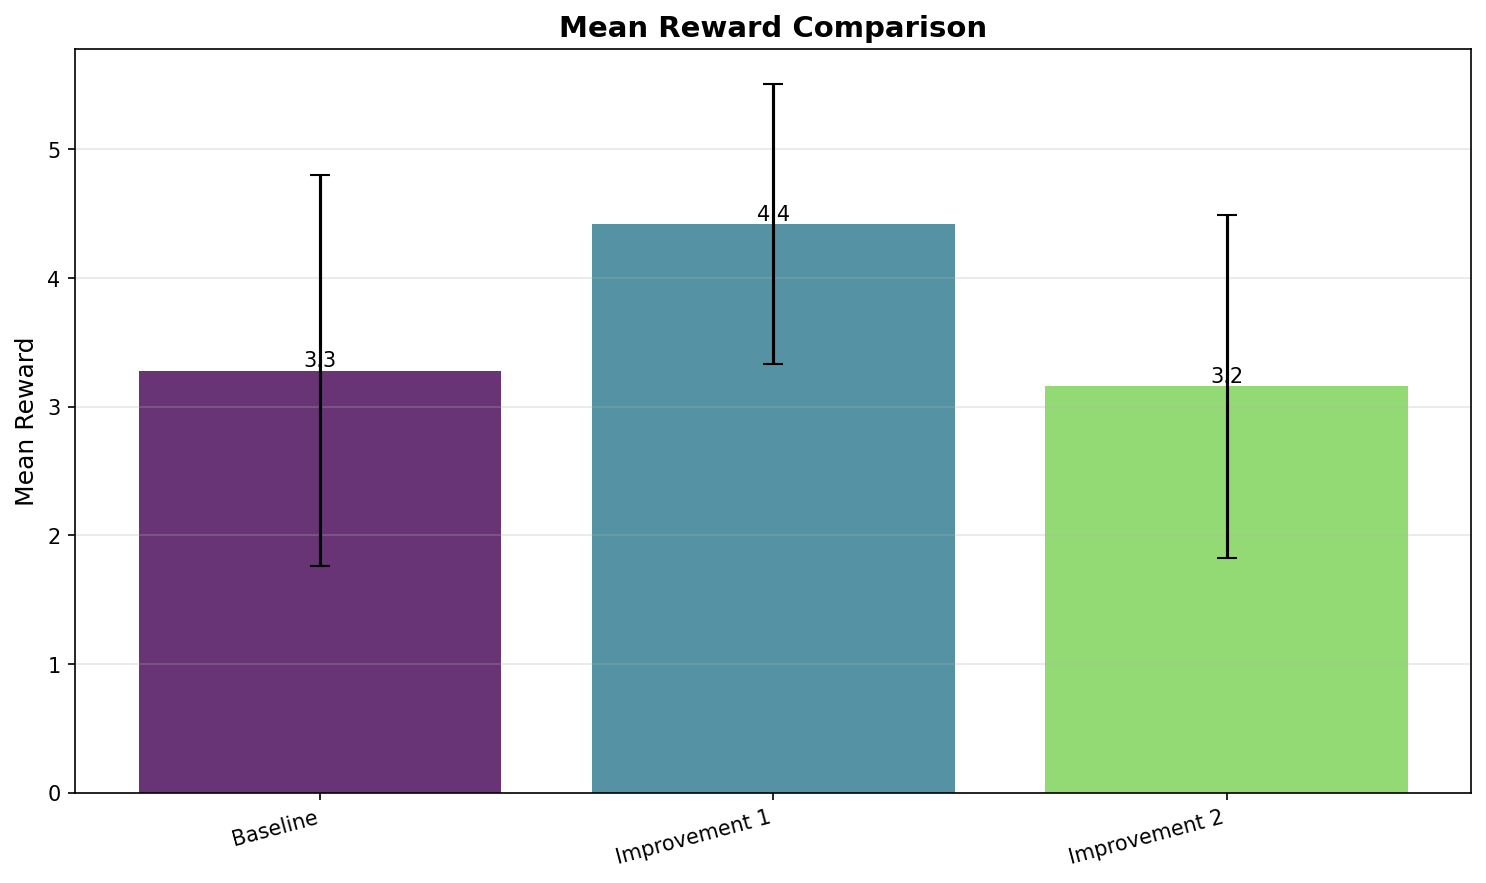 Mean Reward Comparison
Mean Reward
5
4
3
2
1
0
3.3
4.4
3.2
Baseline
Improvement 1
Improvement 2